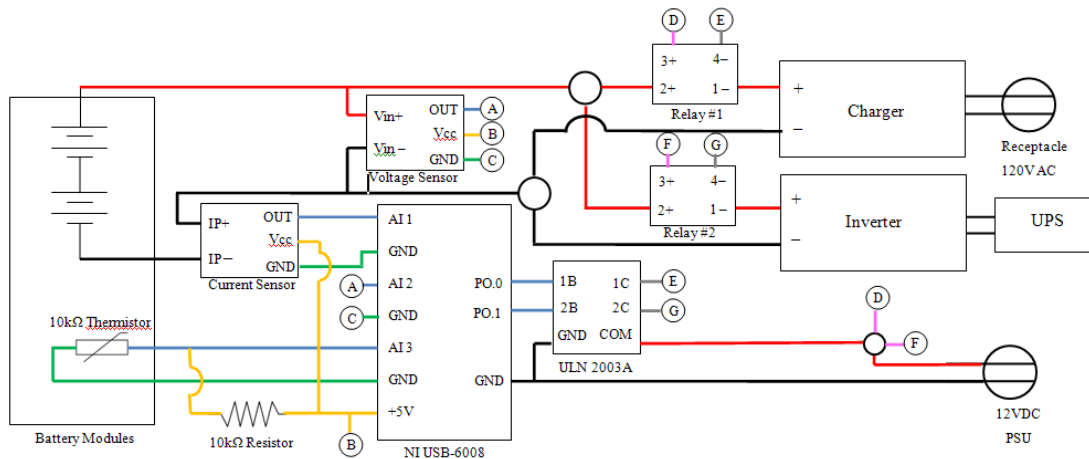 D
E
3+
4−
2+
1−
Relay #1
+
−
Charger
Receptacle
120V AC
Vin+
Vin−
OUT
Vcc
GND
A
B
C
Voltage Sensor
F
G
3+
4−
2+
1−
Relay #2
+
−
Inverter
UPS
IP+
IP−
OUT
Vcc
GND
Current Sensor
AI 1
GND
A
AI 2
C
GND
AI 3
GND
+5V
PO.0
PO.1
GND
NI USB-6008
1B
2B
GND
1C
2C
COM
E
G
ULN 2003A
D
F
12VDC
PSU
10kΩ Thermistor
10kΩ Resistor
B
Battery Modules